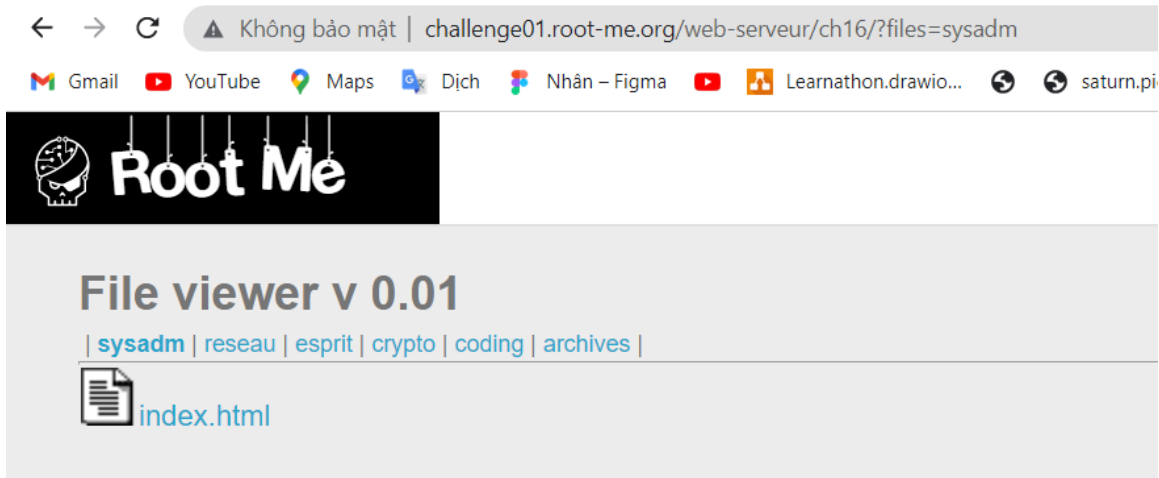 Không bảo mật | challenge01.root-me.org/web-serveur/ch16/?files=sysadm
Gmail YouTube Maps Dịch Nhân – Figma Learnathon.drawio... saturn.pi
Root Me
File viewer v 0.01
| sysadm | reseau | esprit | crypto | coding | archives |
index.html